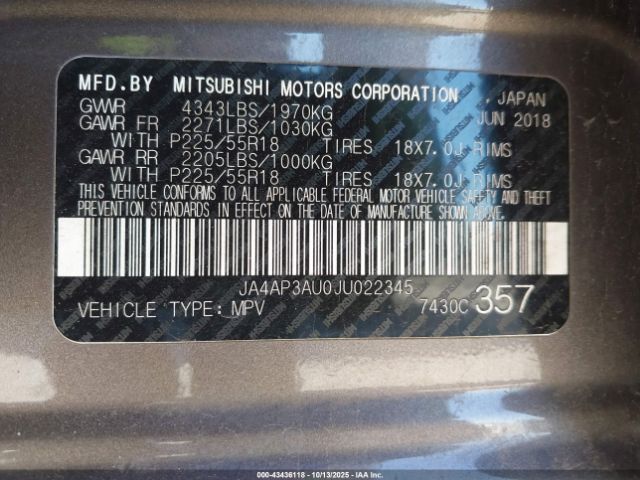 MFD.BY MITSUBISHI MOTORS CORPORATION , JAPAN
GVWR 4343LBS/1970KG JUN 2018
GAWR FR 2271LBS/1030KG
WITH P225/55R18 TIRES 18X7.0J RIMS
GAWR RR 2205LBS/1000KG
WITH P225/55R18 TIRES 18X7.0J RIMS
THIS VEHICLE CONFORMS TO ALL APPLICABLE FEDERAL MOTOR VEHICLE SAFETY AND THEFT
PREVENTION STANDARDS IN EFFECT ON THE DATE OF MANUFACTURE SHOWN ABOVE.
JA4AP3AU0JU022345
VEHICLE TYPE: MPV 7430C 357
000-43436118 - 10/13/2025 - IAA Inc.